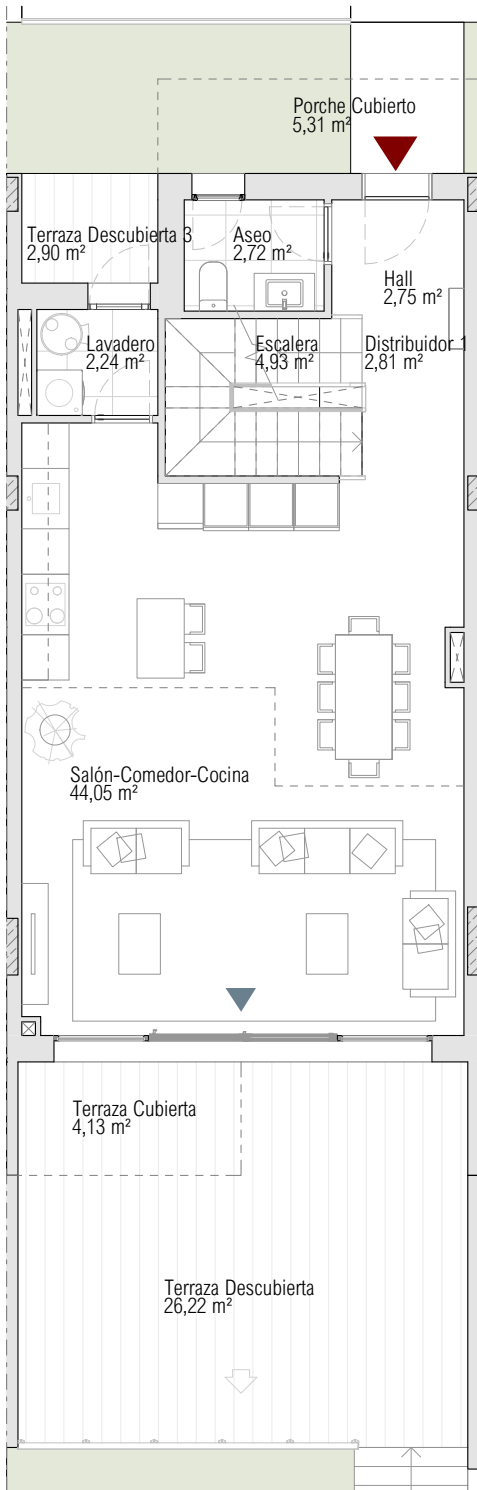 Porche Cubierto
5,31 m²
Terraza Descubierta 3
2,90 m²
Aseo
2,72 m²
Hall
2,75 m²
Lavadero
2,24 m²
Escalera
4,93 m²
Distribuidor 1
2,81 m²
Salón-Comedor-Cocina
44,05 m²
Terraza Cubierta
4,13 m²
Terraza Descubierta
26,22 m²